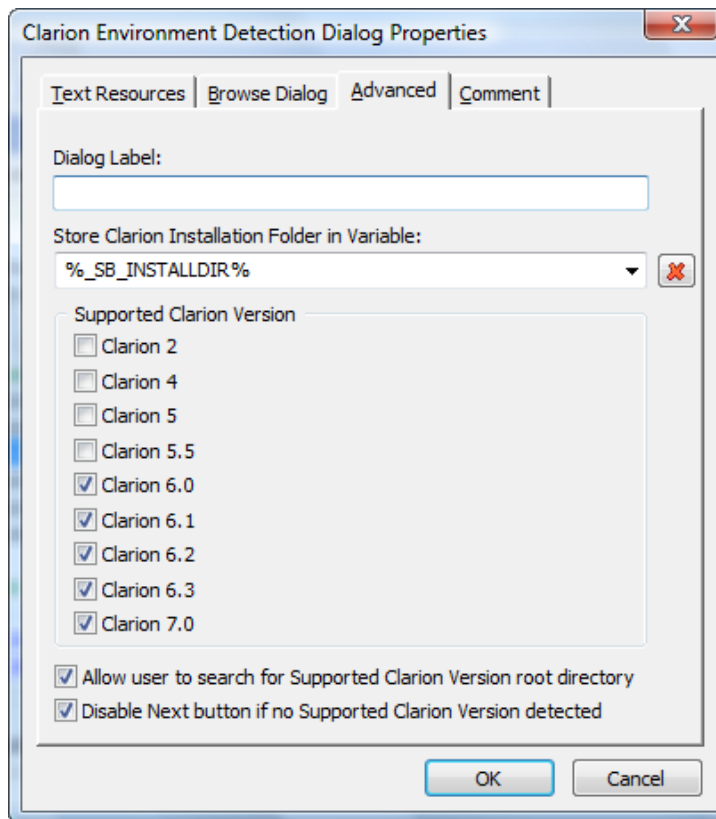 Clarion Environment Detection Dialog Properties
Text Resources Browse Dialog Advanced Comment
Dialog Label:
Store Clarion Installation Folder in Variable:
%_SB_INSTALLDIR%
Supported Clarion Version
Clarion 2
Clarion 4
Clarion 5
Clarion 5.5
Clarion 6.0
Clarion 6.1
Clarion 6.2
Clarion 6.3
Clarion 7.0
Allow user to search for Supported Clarion Version root directory
Disable Next button if no Supported Clarion Version detected
OK Cancel